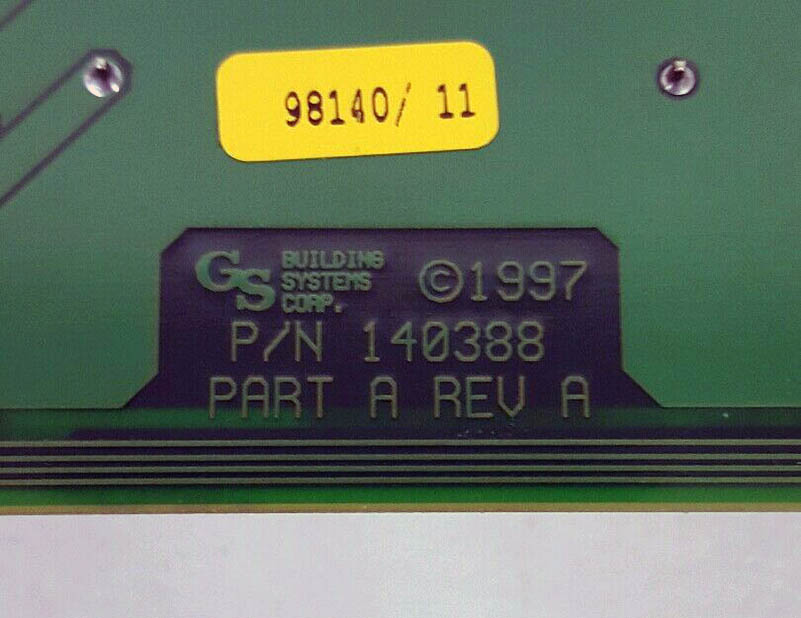 98140/ 11
GS BUILDING
SYSTEMS
CORP.
©1997
P/N 140388
PART A REV A